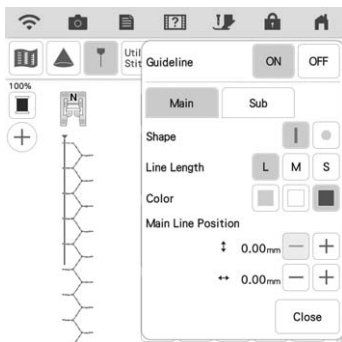 Util
Stit
Guideline ON OFF
100%
N
Main Sub
Shape
Line Length L M S
Color
Main Line Position
0.00mm
0.00mm
Close